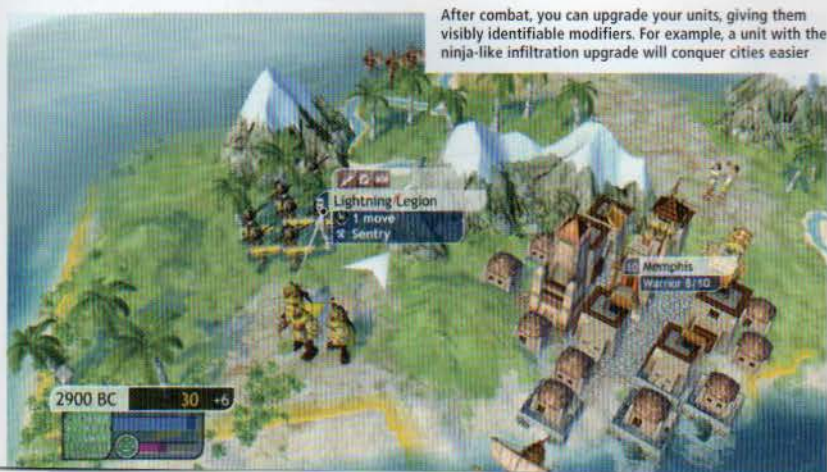 After combat, you can upgrade your units, giving them
visibly identifiable modifiers. For example, a unit with the
ninja-like infiltration upgrade will conquer cities easier
Lightning Legion
1 move
Sentry
10 Memphis
Warrior 8/10
2900 BC 30 +6